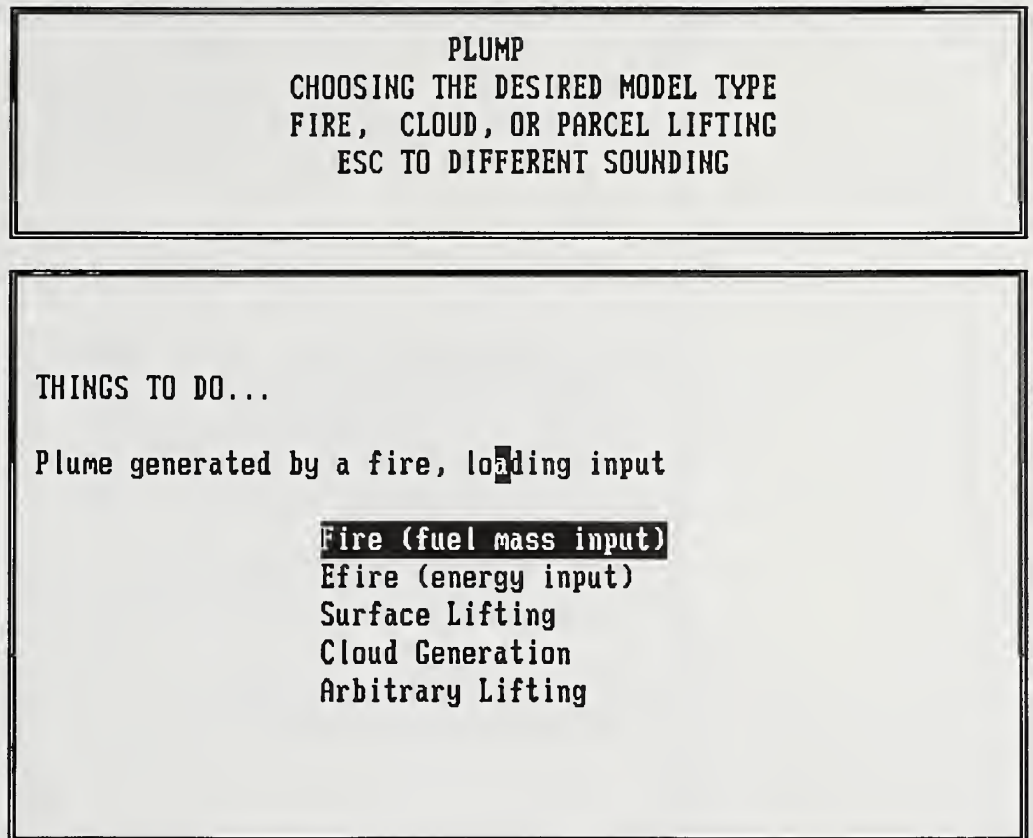 PLUMP
CHOOSING THE DESIRED MODEL TYPE
FIRE, CLOUD, OR PARCEL LIFTING
ESC TO DIFFERENT SOUNDING
THINGS TO DO...
Plume generated by a fire, loading input
Fire (fuel mass input)
Efire (energy input)
Surface Lifting
Cloud Generation
Arbitrary Lifting